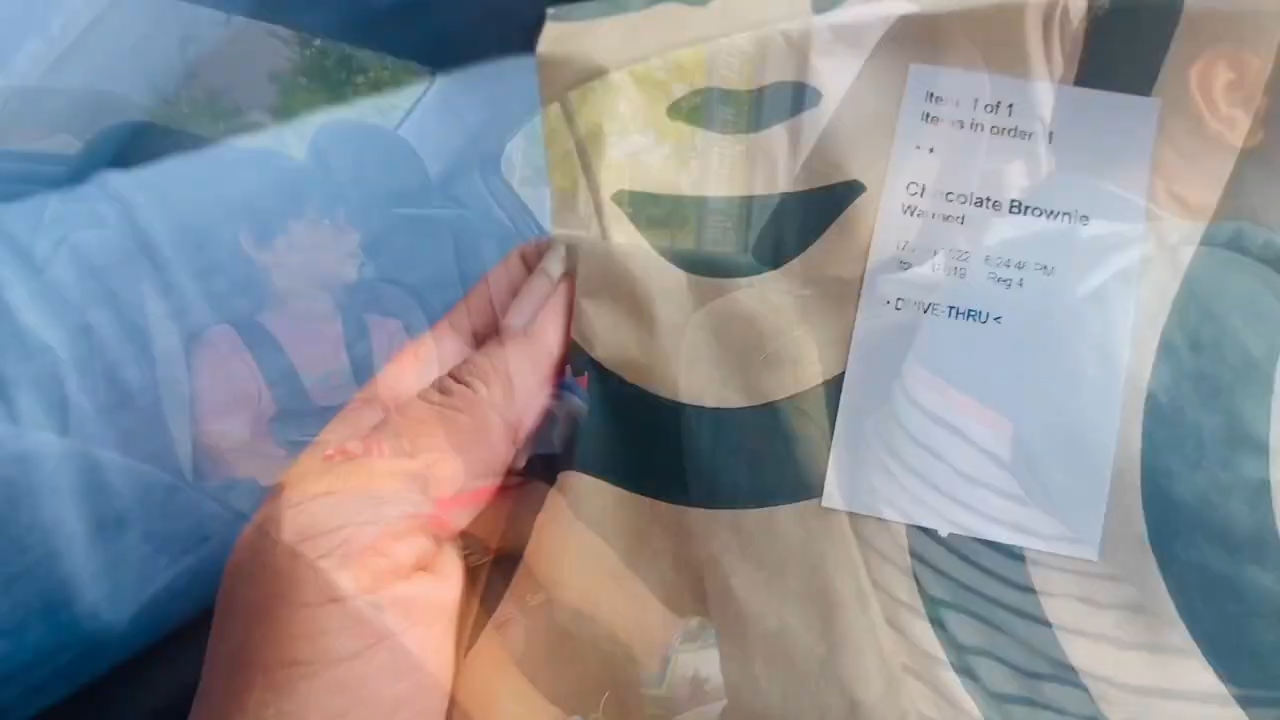 Item 1 of 1
Items in order: 1
* *
Chocolate Brownie
Warmed
6:24:46 PM
Reg 4
> DRIVE-THRU <